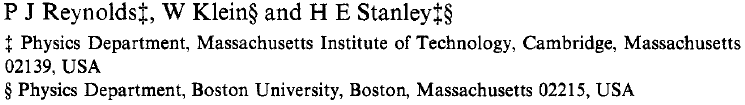 P J Reynolds‡, W Klein§ and H E Stanley‡§
‡ Physics Department, Massachusetts Institute of Technology, Cambridge, Massachusetts
02139, USA
§ Physics Department, Boston University, Boston, Massachusetts 02215, USA